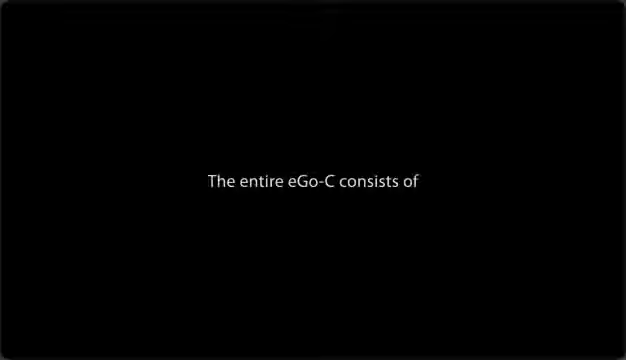 The entire eGo-C consists of